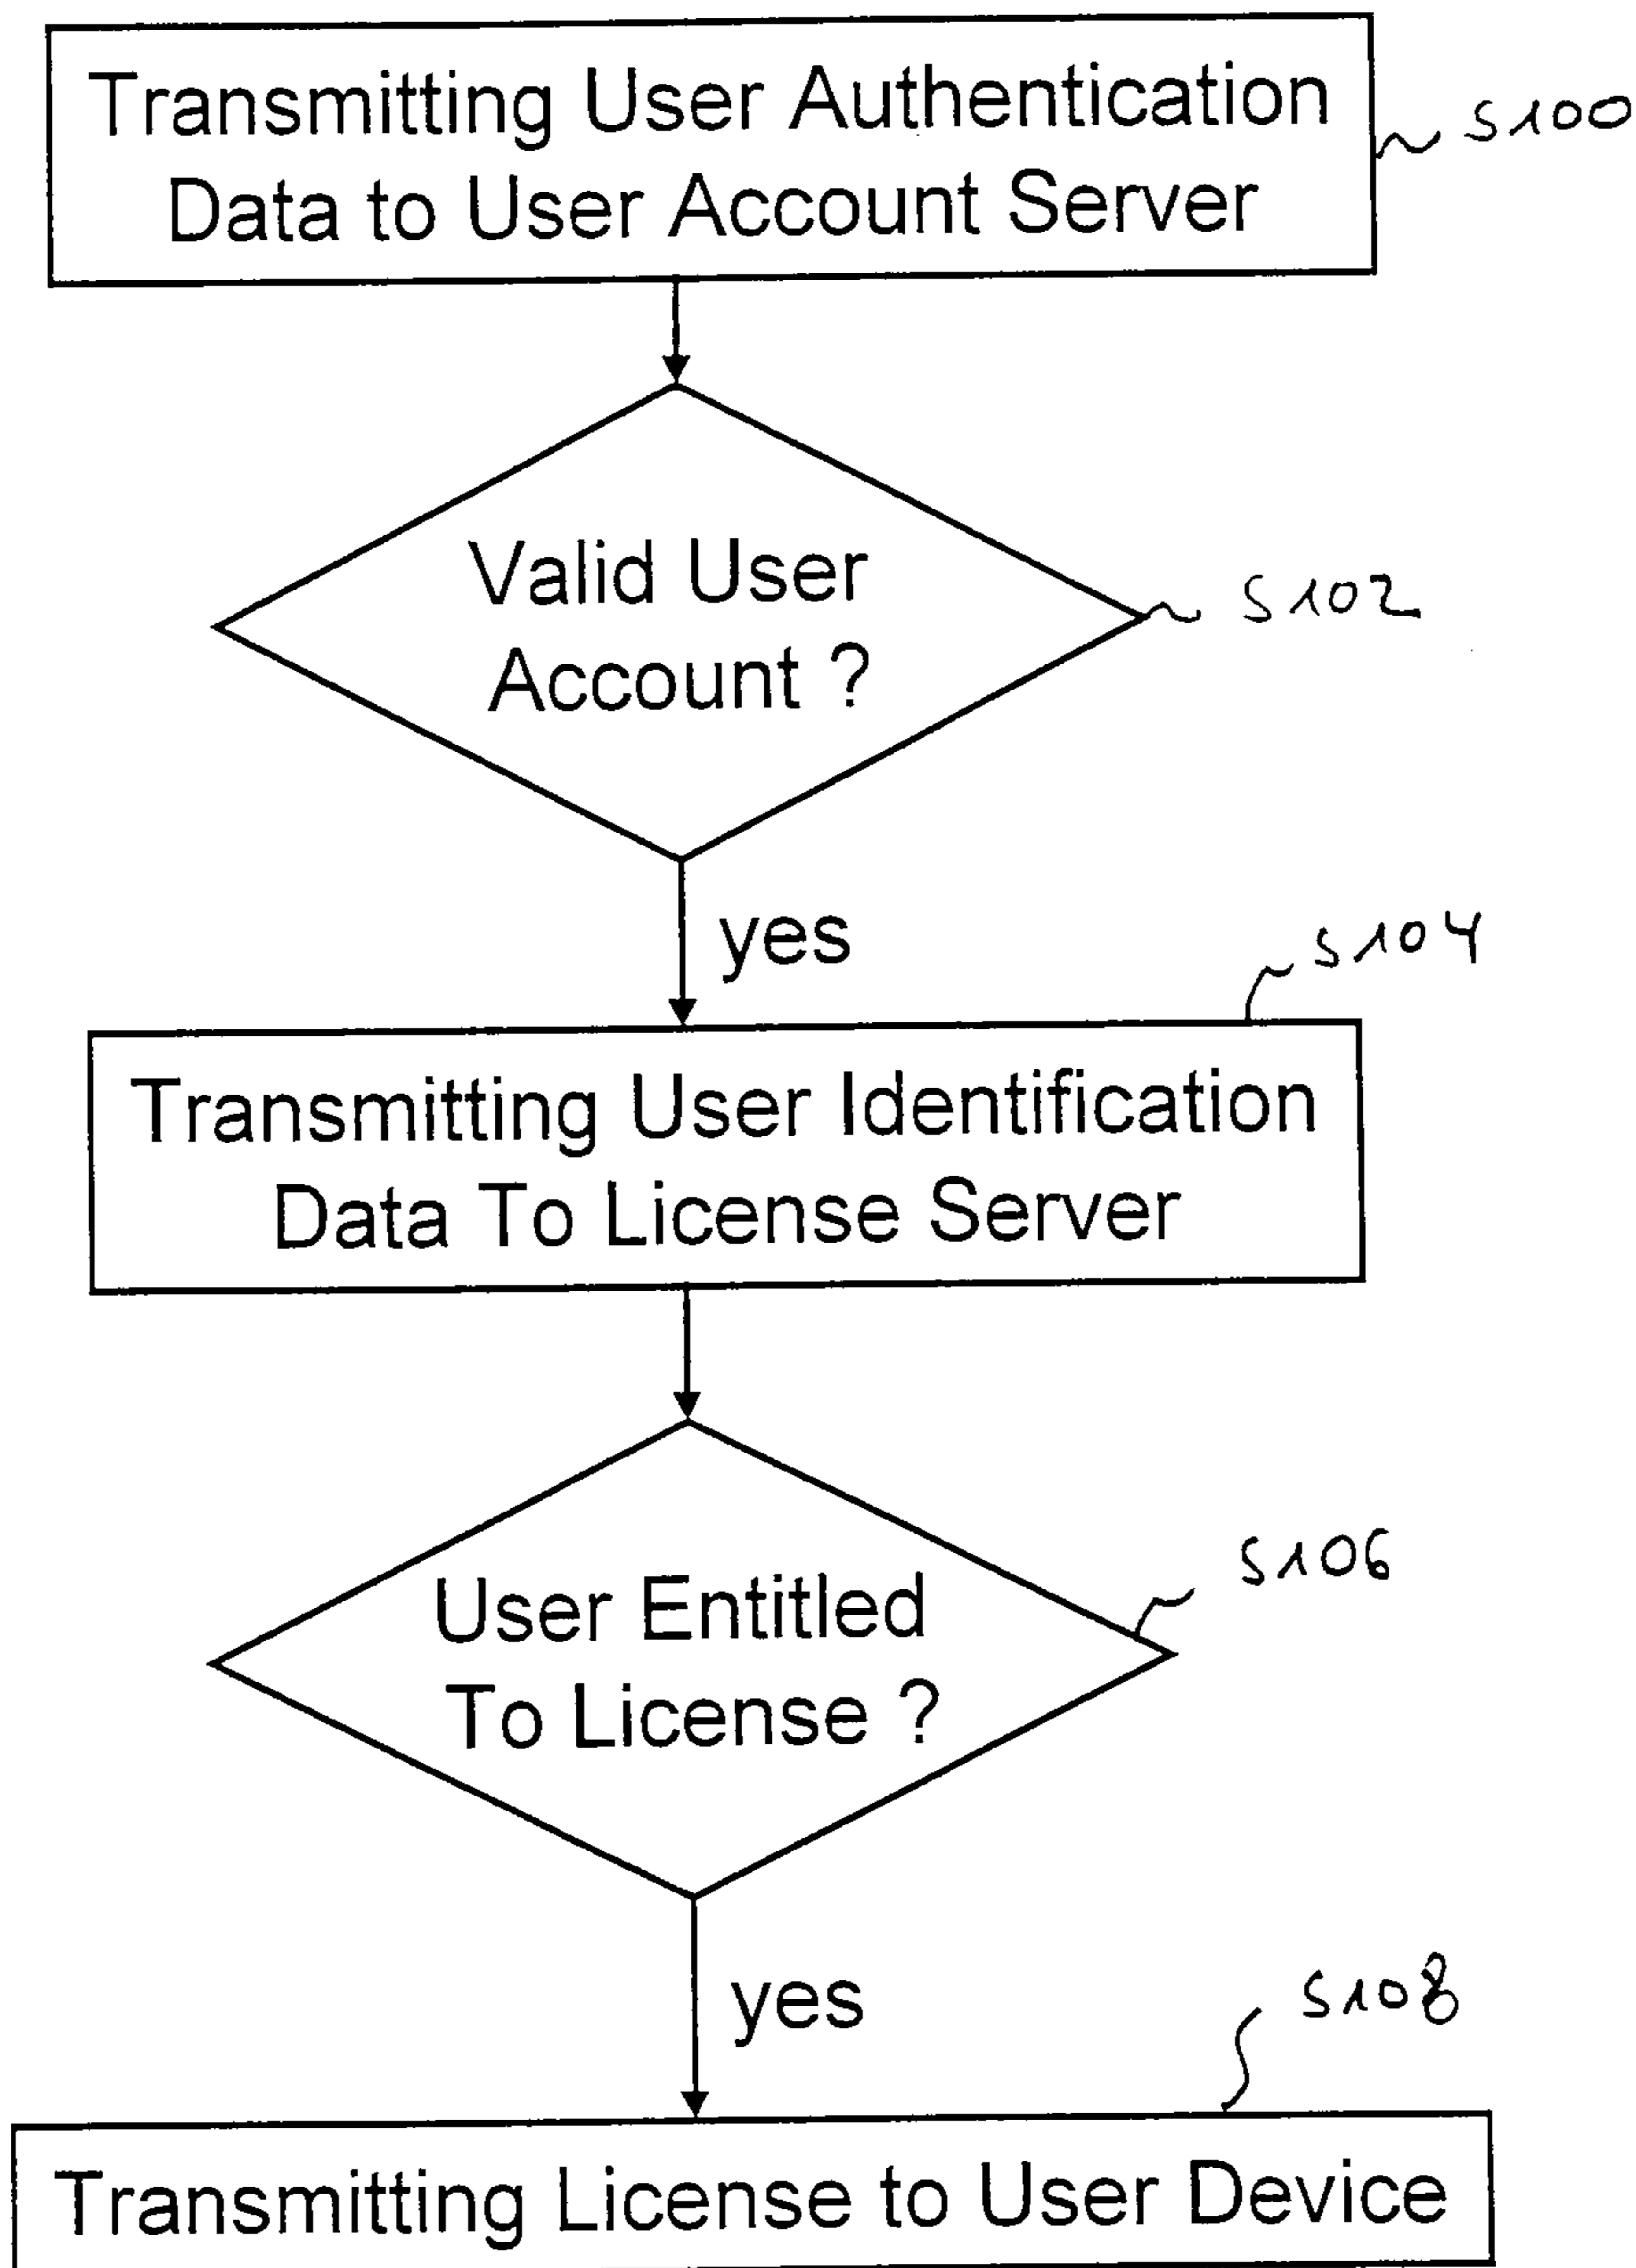 Transmitting User Authentication
Data to User Account Server
S100
Valid User
Account ?
S102
yes
S104
Transmitting User Identification
Data To License Server
User Entitled
To License ?
S106
yes
S108
Transmitting License to User Device